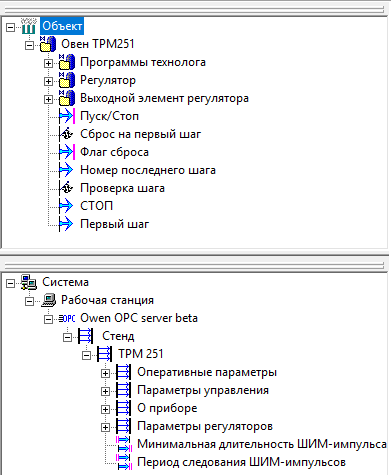 Объект
Овен ТРМ251
Программы технолога
Регулятор
Выходной элемент регулятора
Пуск/Стоп
Сброс на первый шаг
Флаг сброса
Номер последнего шага
Проверка шага
СТОП
Первый шаг
Система
Рабочая станция
OPC Owen OPC server beta
Стенд
ТРМ 251
Оперативные параметры
Параметры управления
О приборе
Параметры регуляторов
Минимальная длительность ШИМ-импульса
Период следования ШИМ-импульсов